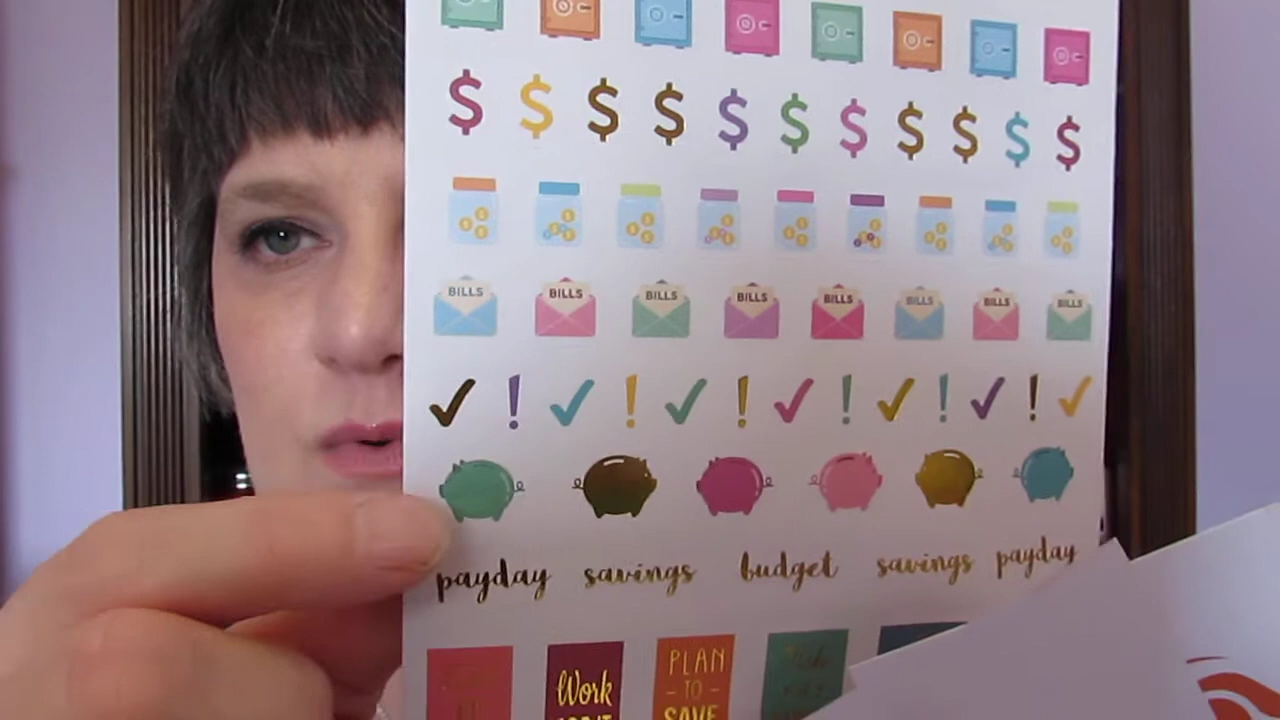 $ $ $ $ $ $ $ $ $ $ $
BILLS BILLS BILLS BILLS BILLS BILLS BILLS BILLS
! ! ! ! ! !
payday savings budget savings payday
Work
PLAN
- TO -
SAVE